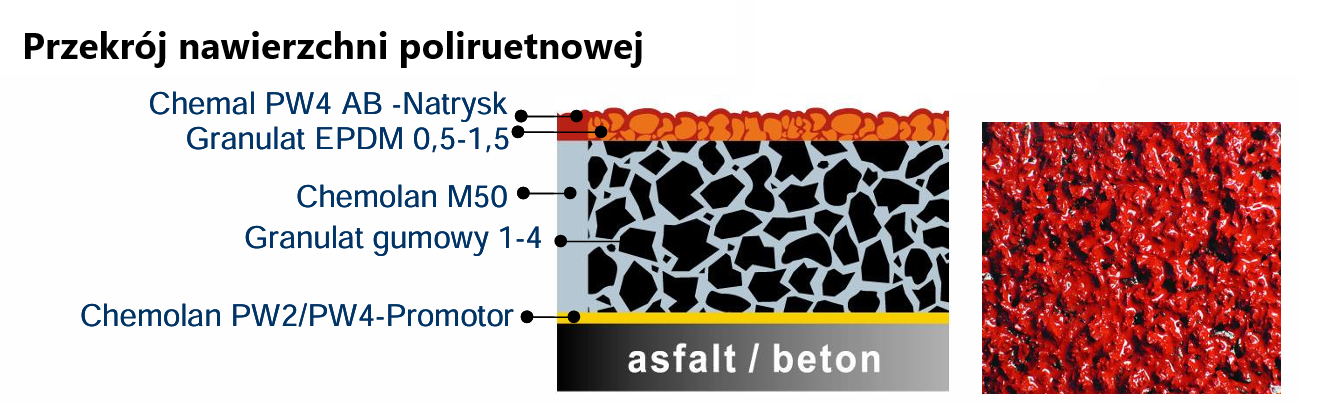 Przekrój nawierzchni poliruetnowej
Chemal PW4 AB -Natrysk
Granulat EPDM 0,5-1,5
Chemolan M50
Granulat gumowy 1-4
Chemolan PW2/PW4-Promotor
asfalt / beton